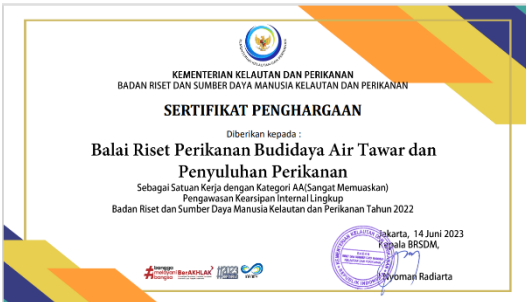 KEMENTERIAN KELAUTAN DAN PERIKANAN
BADAN RISET DAN SUMBER DAYA MANUSIA KELAUTAN DAN PERIKANAN
SERTIFIKAT PENGHARGAAN
Diberikan kepada :
Balai Riset Perikanan Budidaya Air Tawar dan
Penyuluhan Perikanan
Sebagai Satuan Kerja dengan Kategori AA(Sangat Memuaskan)
Pengawasan Kearsipan Internal Lingkup
Badan Riset dan Sumber Daya Manusia Kelautan dan Perikanan Tahun 2022
Jakarta, 14 Juni 2023
Kepala BRSDM,
I Nyoman Radiarta
#bangga melayani bangsa
BerAKHLAK